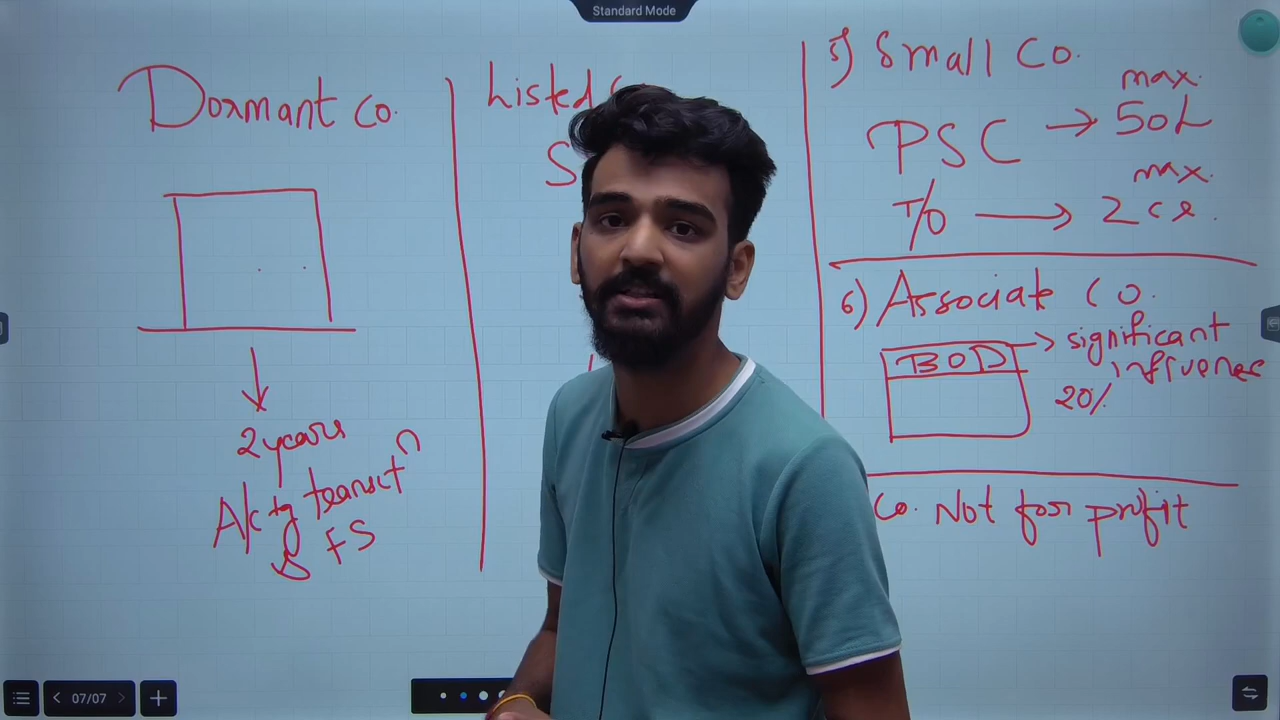 Standard Mode
Dormant Co.
2 years
A/c tg transct n
& FS
Listed
S
5) Small Co.
PSC → max. 50L
T/O → max. 2 cr.
6) Associate Co.
BOD → significant influence
20%
Co. Not for profit
07/07